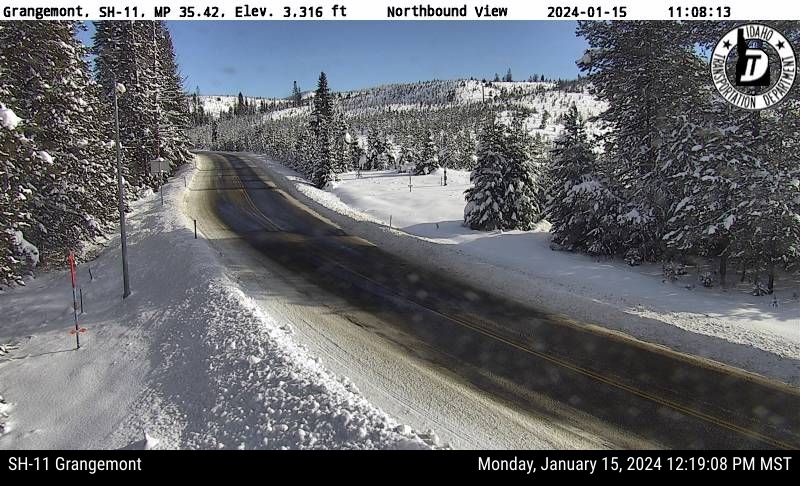 Grangemont, SH-11, MP 35.42, Elev. 3,316 ft Northbound View 2024-01-15 11:08:13
IDAHO
TRANSPORTATION DEPARTMENT
SH-11 Grangemont Monday, January 15, 2024 12:19:08 PM MST